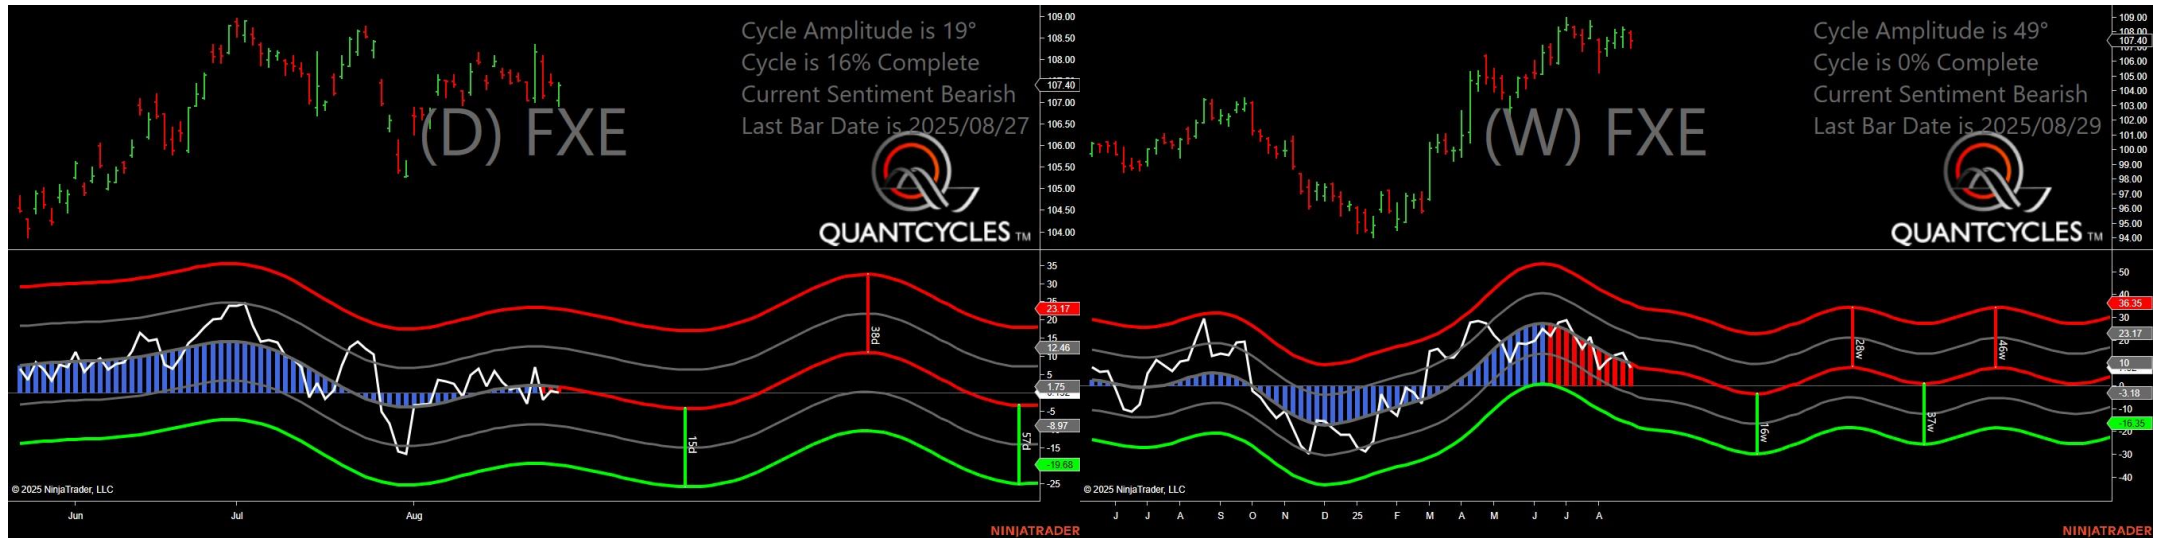 Cycle Amplitude is 19°
Cycle is 16% Complete
Current Sentiment Bearish
Last Bar Date is 2025/08/27
(D) FXE
QUANTCYCLES TM
109.00
108.50
108.00
107.40
107.00
106.50
106.00
105.50
105.00
104.50
104.00
35
30
23.17
20
15
12.46
10
5
1.75
-5
-8.97
-15
-19.68
-25
38d
15d
57d
© 2025 NinjaTrader, LLC
Jun Jul Aug
NINJATRADER
Cycle Amplitude is 49°
Cycle is 0% Complete
Current Sentiment Bearish
Last Bar Date is 2025/08/29
(W) FXE
QUANTCYCLES TM
109.00
108.00
107.40
106.00
105.00
104.00
103.00
102.00
101.00
100.00
99.00
98.00
97.00
96.00
95.00
94.00
50
40
36.35
30
23.17
20
10
-3.18
-10
-16.35
-20
-30
-40
28w
46w
16w
37w
© 2025 NinjaTrader, LLC
J J A S O N D 25 F M A M J J A
NINJATRADER